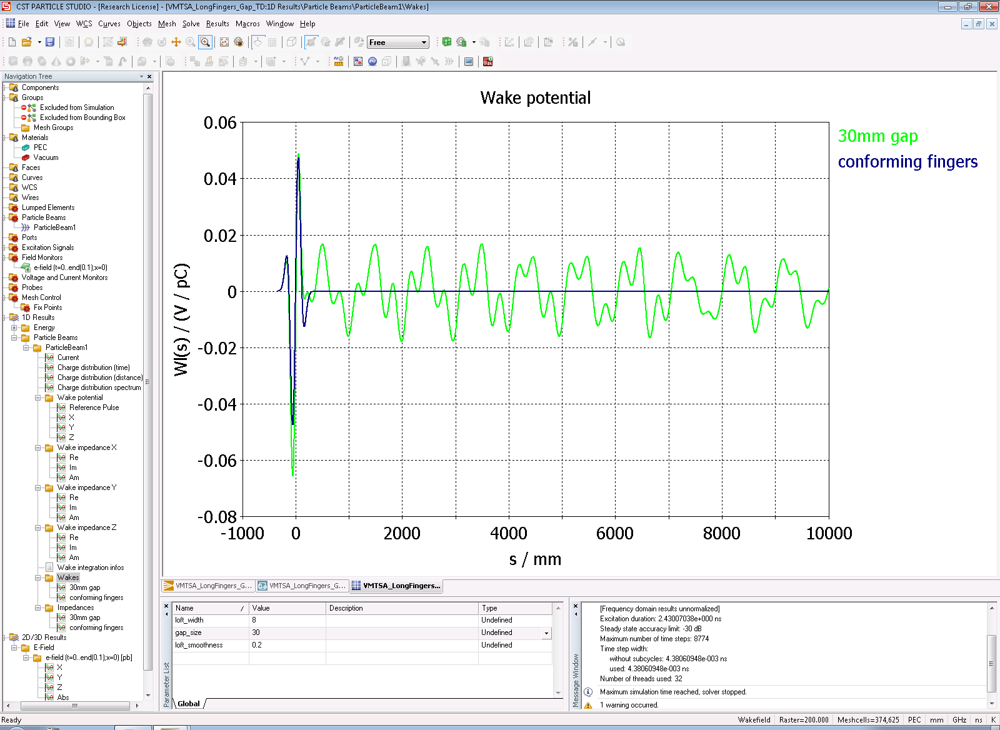 CST PARTICLE STUDIO - [Research License] - [VMTSA_LongFingers_Gap_TD:1D Results\Particle Beams\ParticleBeam1\Wakes]
File Edit View WCS Curves Objects Mesh Solve Results Macros Window Help
Free
Navigation Tree
Components
Groups
Excluded from Simulation
Excluded from Bounding Box
Mesh Groups
Materials
PEC
Vacuum
Faces
Curves
WCS
Wires
Lumped Elements
Particle Beams
ParticleBeam1
Ports
Excitation Signals
Field Monitors
e-field (t=0..end(0.1);x=0)
Voltage and Current Monitors
Probes
Mesh Control
Fix Points
1D Results
Energy
Particle Beams
ParticleBeam1
Current
Charge distribution (time)
Charge distribution (distance)
Charge distribution spectrum
Wake potential
Reference Pulse
X
Y
Z
Wake impedance X
Re
Im
Am
Wake impedance Y
Re
Im
Am
Wake impedance Z
Re
Im
Am
Wake integration infos
Wakes
30mm gap
conforming fingers
Impedances
30mm gap
conforming fingers
2D/3D Results
E-Field
e-field (t=0..end(0.1);x=0) [pb]
X
Y
Z
Abs
Wake potential
30mm gap
conforming fingers
0.06
0.04
0.02
0
-0.02
-0.04
-0.06
-0.08
Wl(s) / (V / pC)
-1000 0 2000 4000 6000 8000 10000
s / mm
VMTSA_LongFingers_G... VMTSA_LongFingers_G... VMTSA_LongFingers...
Parameter List
Name / Value Description Type
loft_width 8 Undefined
gap_size 30 Undefined
loft_smoothness 0.2 Undefined
Global
Message Window
[Frequency domain results unnormalized]
Excitation duration: 2.43007038e+000 ns
Steady state accuracy limit: -30 dB
Maximum number of time steps: 8774
Time step width:
without subcycles: 4.38060948e-003 ns
used: 4.38060948e-003 ns
Number of threads used: 32
Maximum simulation time reached, solver stopped.
1 warning occurred.
Ready Wakefield Raster=200.000 Meshcells=374,625 PEC mm GHz ns K